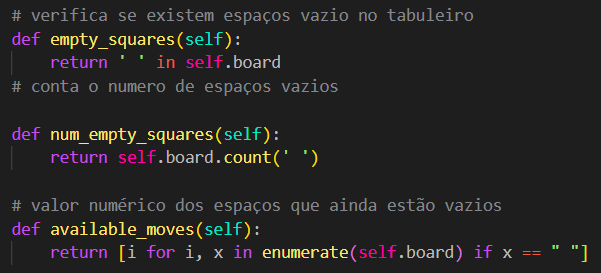 # verifica se existem espaços vazio no tabuleiro
def empty_squares(self):
    return ' ' in self.board
# conta o numero de espaços vazios

def num_empty_squares(self):
    return self.board.count(' ')

# valor numérico dos espaços que ainda estão vazios
def available_moves(self):
    return [i for i, x in enumerate(self.board) if x == " "]